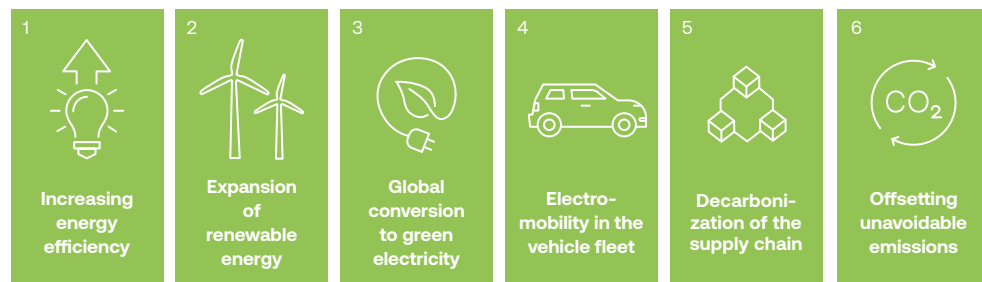 1
Increasing
energy
efficiency
2
Expansion
of
renewable
energy
3
Global
conversion
to green
electricity
4
Electro-
mobility in the
vehicle fleet
5
Decarboni-
zation of the
supply chain
6
CO₂
Offsetting
unavoidable
emissions